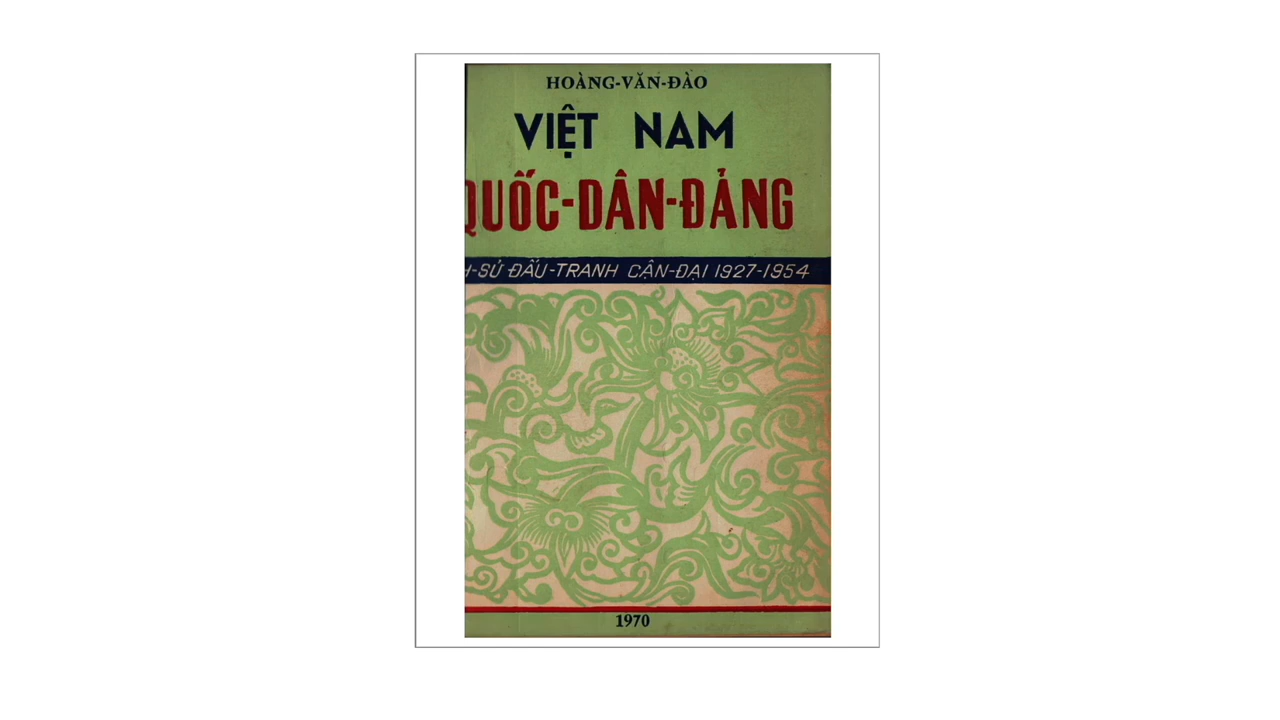 HOÀNG-VĂN-ĐÀO
VIỆT NAM
QUỐC-DÂN-ĐẢNG
H-SỬ ĐẤU-TRANH CẬN-ĐẠI 1927-1954
1970